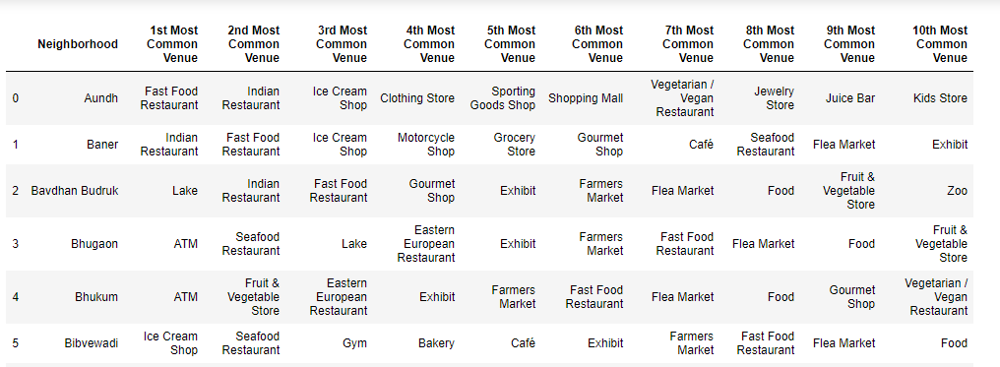 Neighborhood 1st Most Common Venue 2nd Most Common Venue 3rd Most Common Venue 4th Most Common Venue 5th Most Common Venue 6th Most Common Venue 7th Most Common Venue 8th Most Common Venue 9th Most Common Venue 10th Most Common Venue
0 Aundh Fast Food Restaurant Indian Restaurant Ice Cream Shop Clothing Store Sporting Goods Shop Shopping Mall Vegetarian / Vegan Restaurant Jewelry Store Juice Bar Kids Store
1 Baner Indian Restaurant Fast Food Restaurant Ice Cream Shop Motorcycle Shop Grocery Store Gourmet Shop Café Seafood Restaurant Flea Market Exhibit
2 Bavdhan Budruk Lake Indian Restaurant Fast Food Restaurant Gourmet Shop Exhibit Farmers Market Flea Market Food Fruit & Vegetable Store Zoo
3 Bhugaon ATM Seafood Restaurant Lake Eastern European Restaurant Exhibit Farmers Market Fast Food Restaurant Flea Market Food Fruit & Vegetable Store
4 Bhukum ATM Fruit & Vegetable Store Eastern European Restaurant Exhibit Farmers Market Fast Food Restaurant Flea Market Food Gourmet Shop Vegetarian / Vegan Restaurant
5 Bibvewadi Ice Cream Shop Seafood Restaurant Gym Bakery Café Exhibit Farmers Market Fast Food Restaurant Flea Market Food